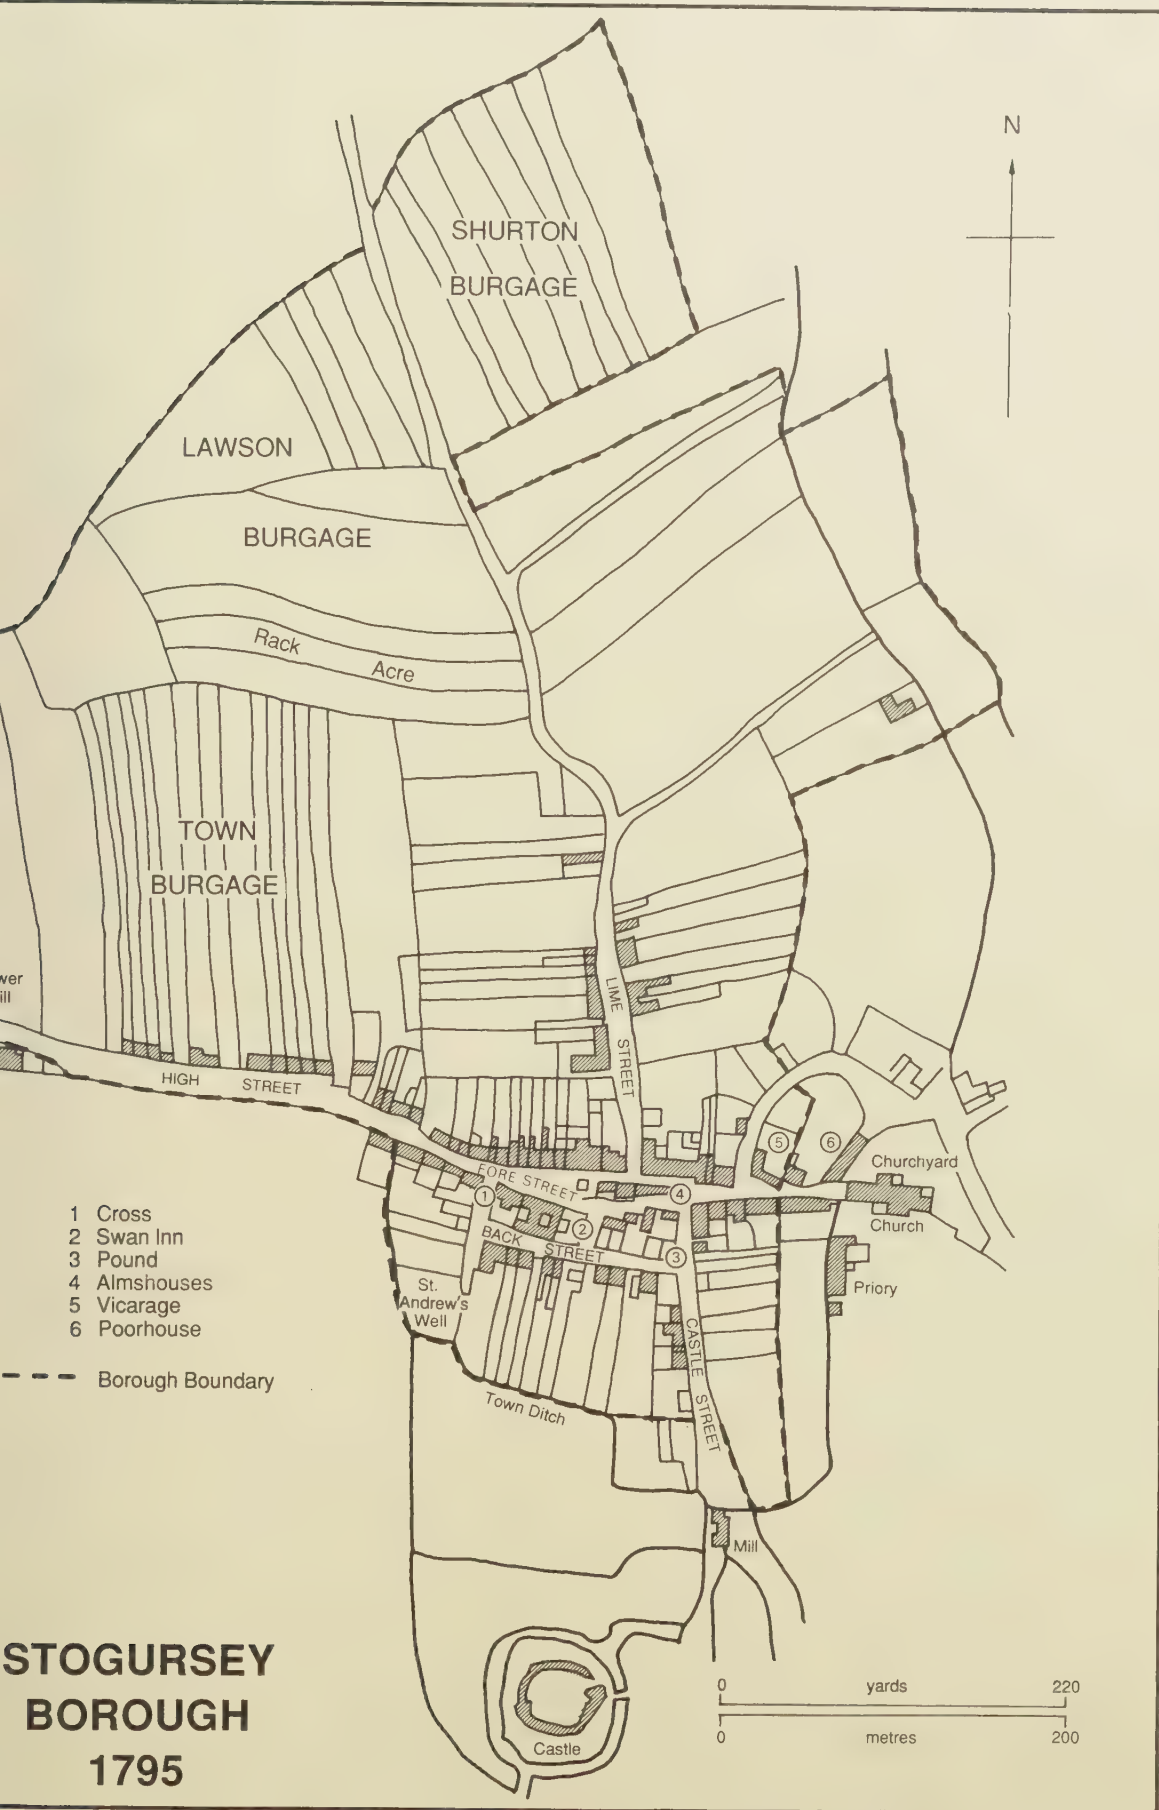 N
SHURTON
BURGAGE
LAWSON
BURGAGE
Rack Acre
TOWN
BURGAGE
LIME STREET
HIGH STREET
FORE STREET
BACK STREET
CASTLE STREET
1
2
3
4
5
6
Churchyard
Church
Priory
St.
Andrew's
Well
Town Ditch
1 Cross
2 Swan Inn
3 Pound
4 Almshouses
5 Vicarage
6 Poorhouse
Borough Boundary
Mill
Castle
STOGURSEY
BOROUGH
1795
0 yards 220
0 metres 200